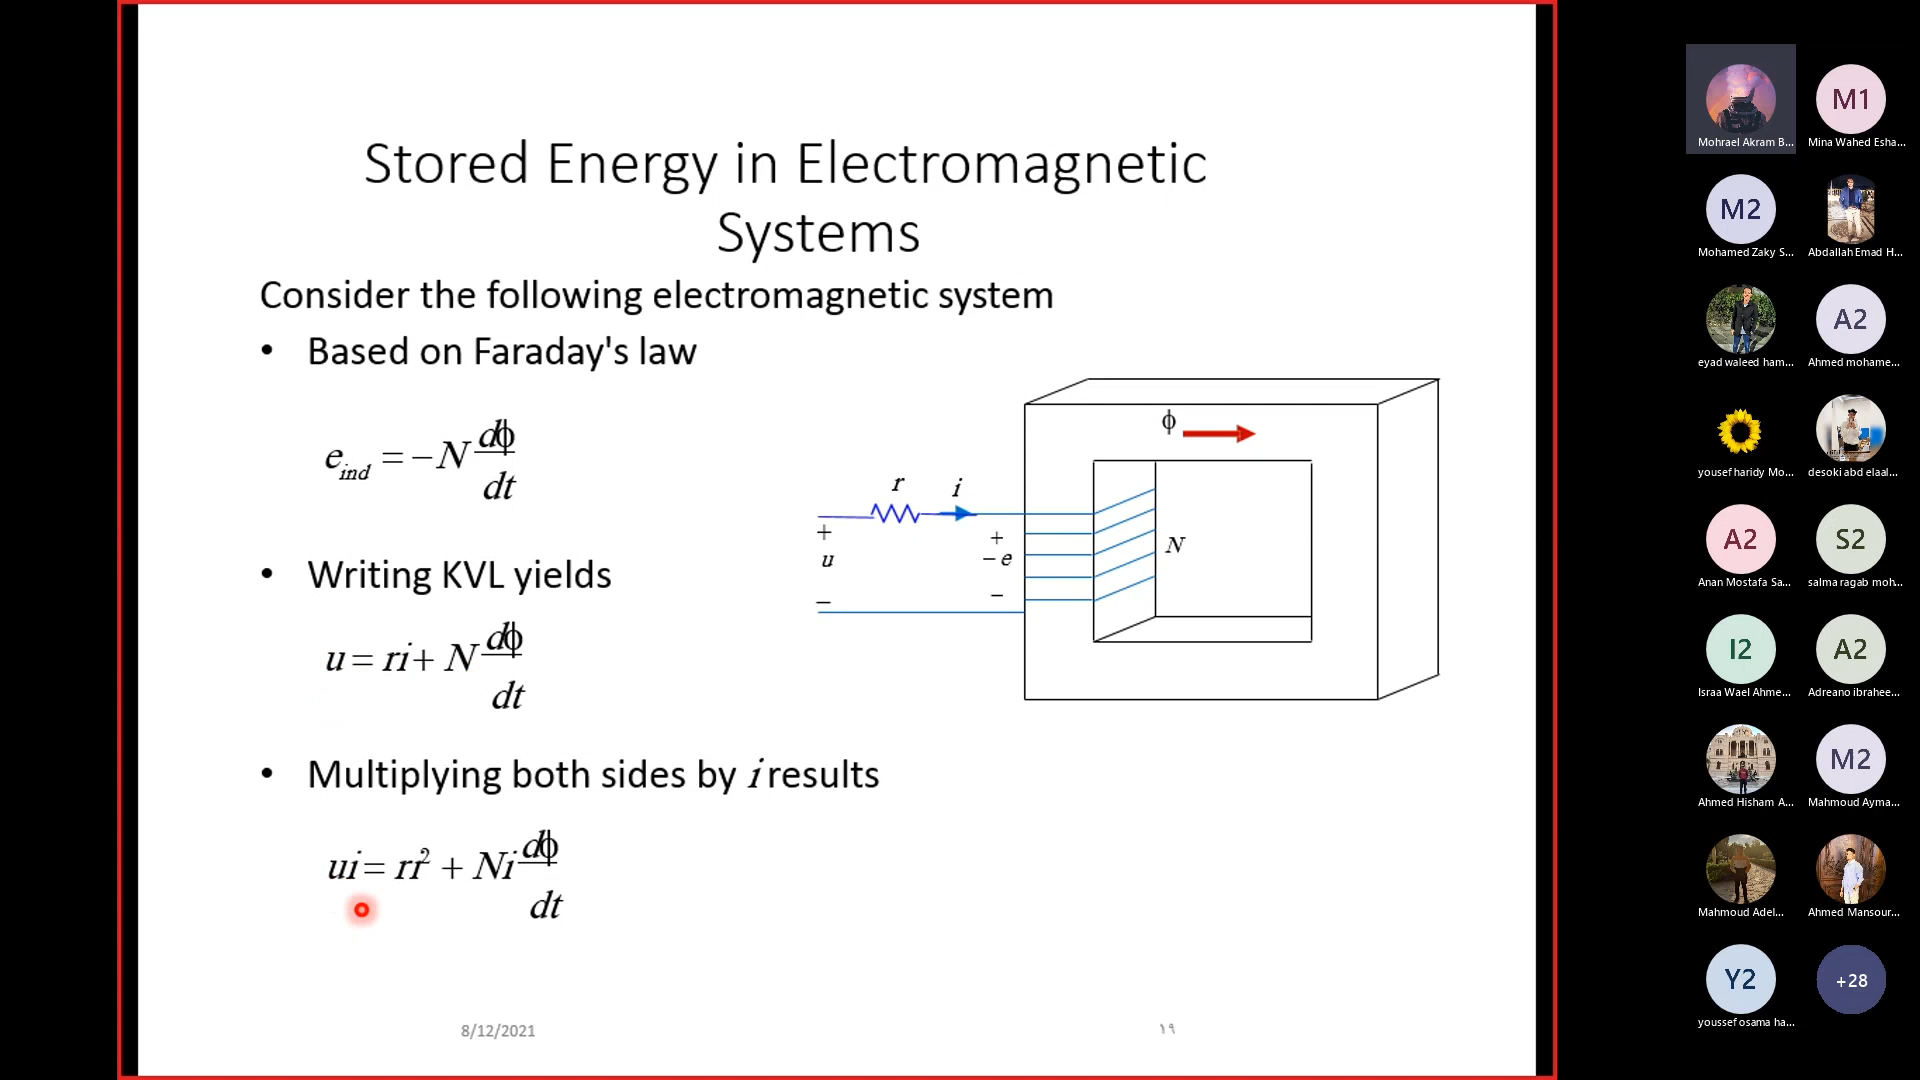 Stored Energy in Electromagnetic
Systems
Consider the following electromagnetic system
• Based on Faraday's law
e_ind = −N dϕ/dt
• Writing KVL yields
u = ri + N dϕ/dt
• Multiplying both sides by i results
ui = ri² + Ni dϕ/dt
ϕ
r
i
+
u
−
+
− e
−
N
8/12/2021
١٩
Mohrael Akram B...
M1
Mina Wahed Esha...
M2
Mohamed Zaky S...
Abdallah Emad H...
eyad waleed ham...
A2
Ahmed mohame...
yousef haridy Mo...
desoki abd elaal...
A2
Anan Mostafa Sa...
S2
salma ragab moh...
I2
Israa Wael Ahme...
A2
Adreano ibrahee...
Ahmed Hisham A...
M2
Mahmoud Ayma...
Mahmoud Adel...
Ahmed Mansour...
Y2
youssef osama ha...
+28